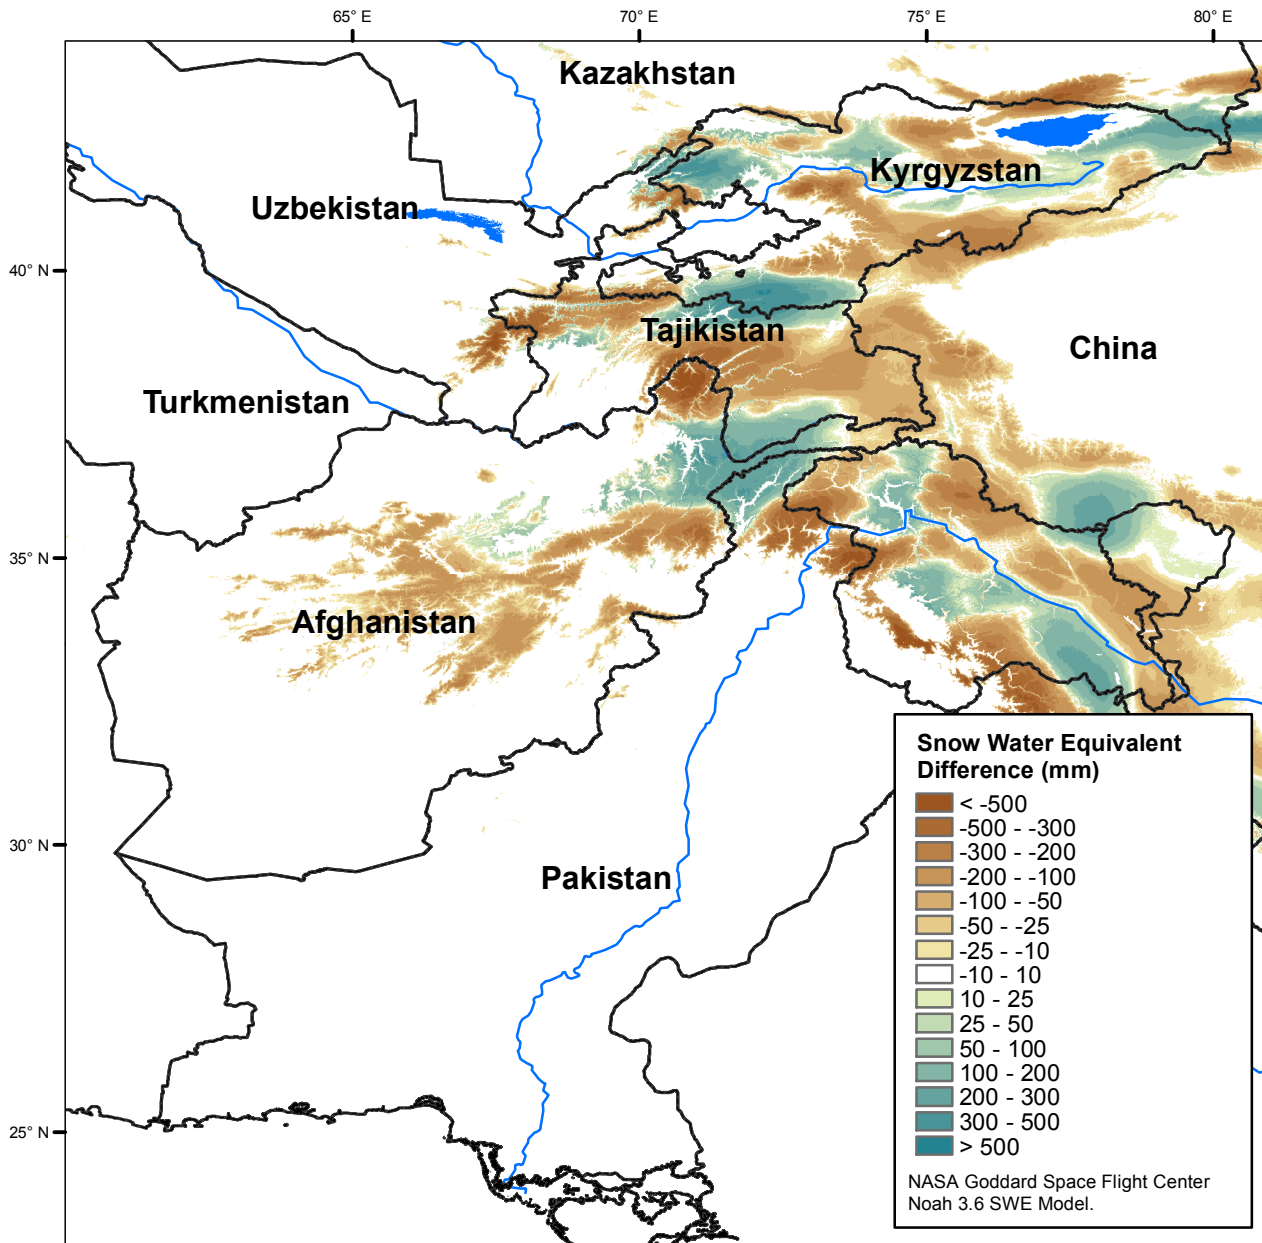 65° E
70° E
75° E
80° E
Kazakhstan
Kyrgyzstan
Uzbekistan
40° N
Tajikistan
China
Turkmenistan
35° N
Afghanistan
30° N
Pakistan
25° N
Snow Water Equivalent
Difference (mm)
< -500
-500 - -300
-300 - -200
-200 - -100
-100 - -50
-50 - -25
-25 - -10
-10 - 10
10 - 25
25 - 50
50 - 100
100 - 200
200 - 300
300 - 500
> 500
NASA Goddard Space Flight Center
Noah 3.6 SWE Model.